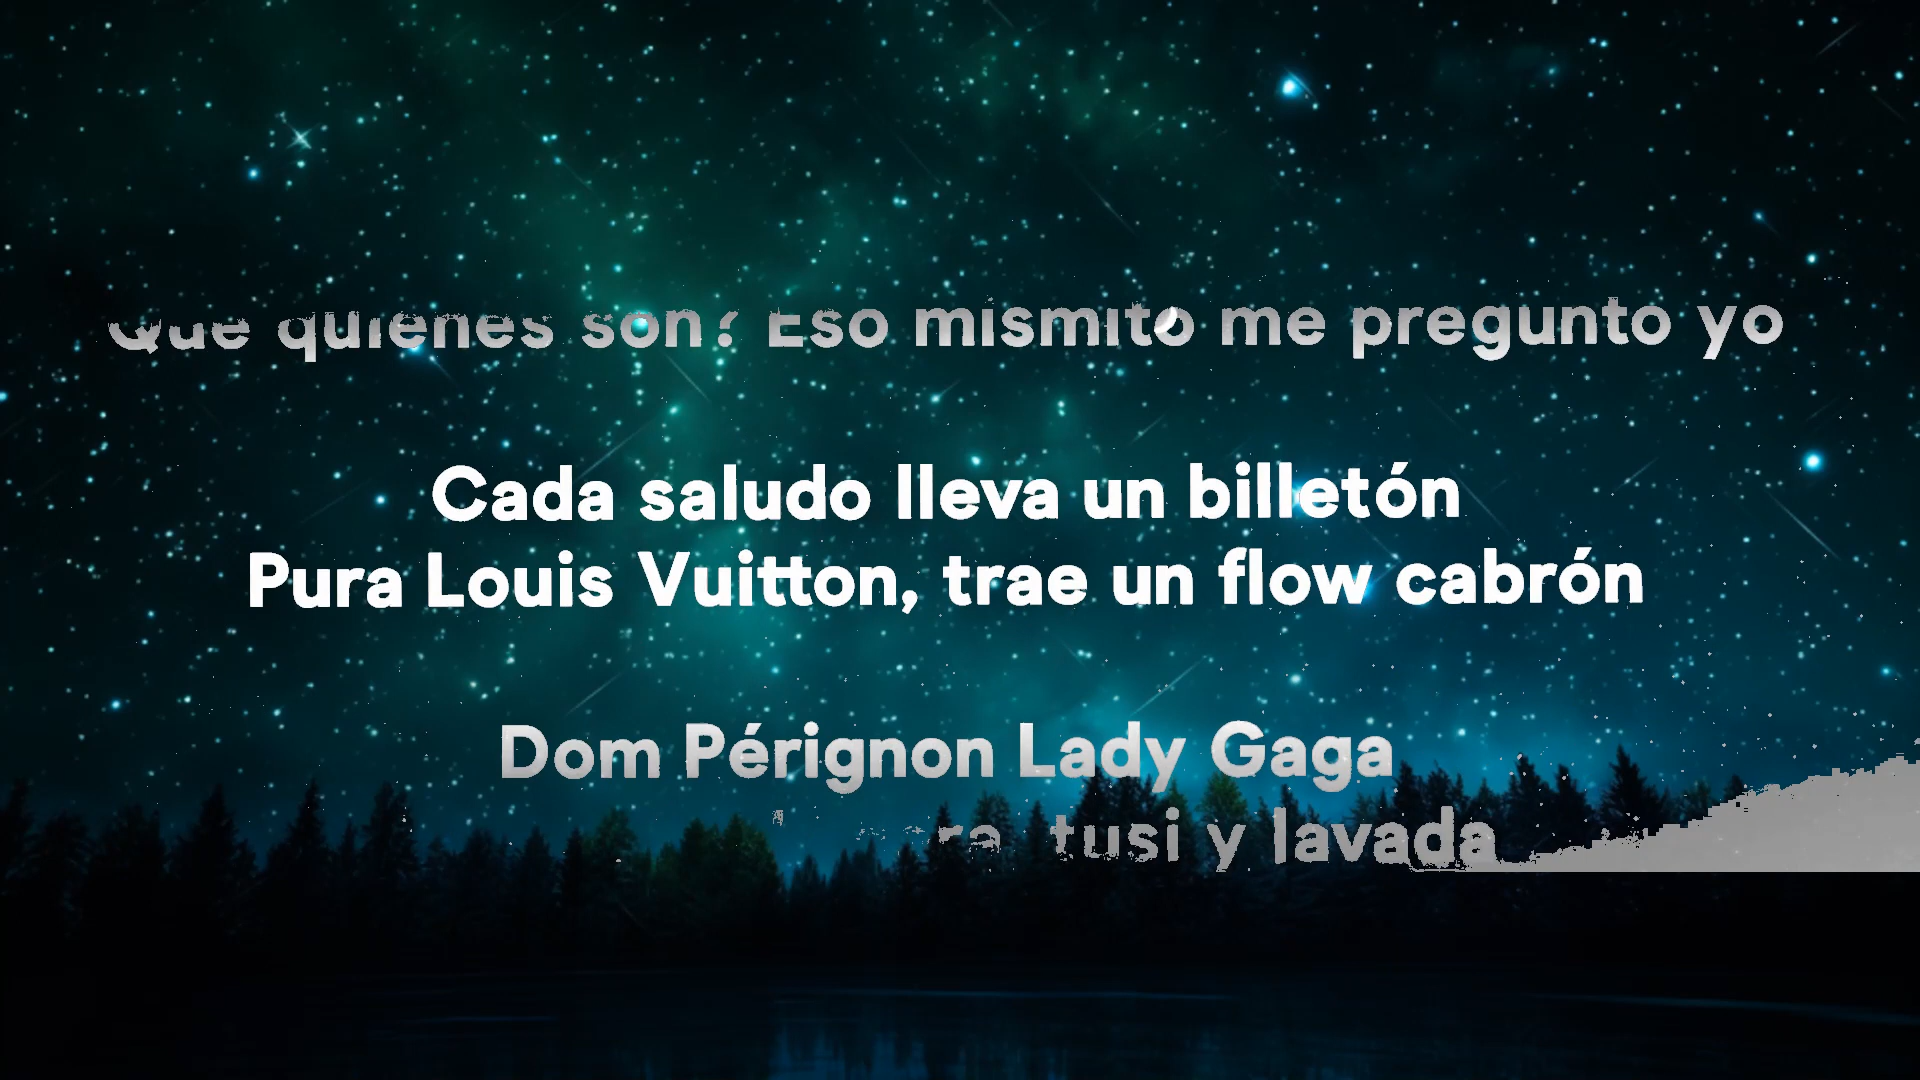 Que quienes son? Eso mismito me pregunto yo
Cada saludo lleva un billetón
Pura Louis Vuitton, trae un flow cabrón
Dom Pérignon Lady Gaga
tusi y lavada